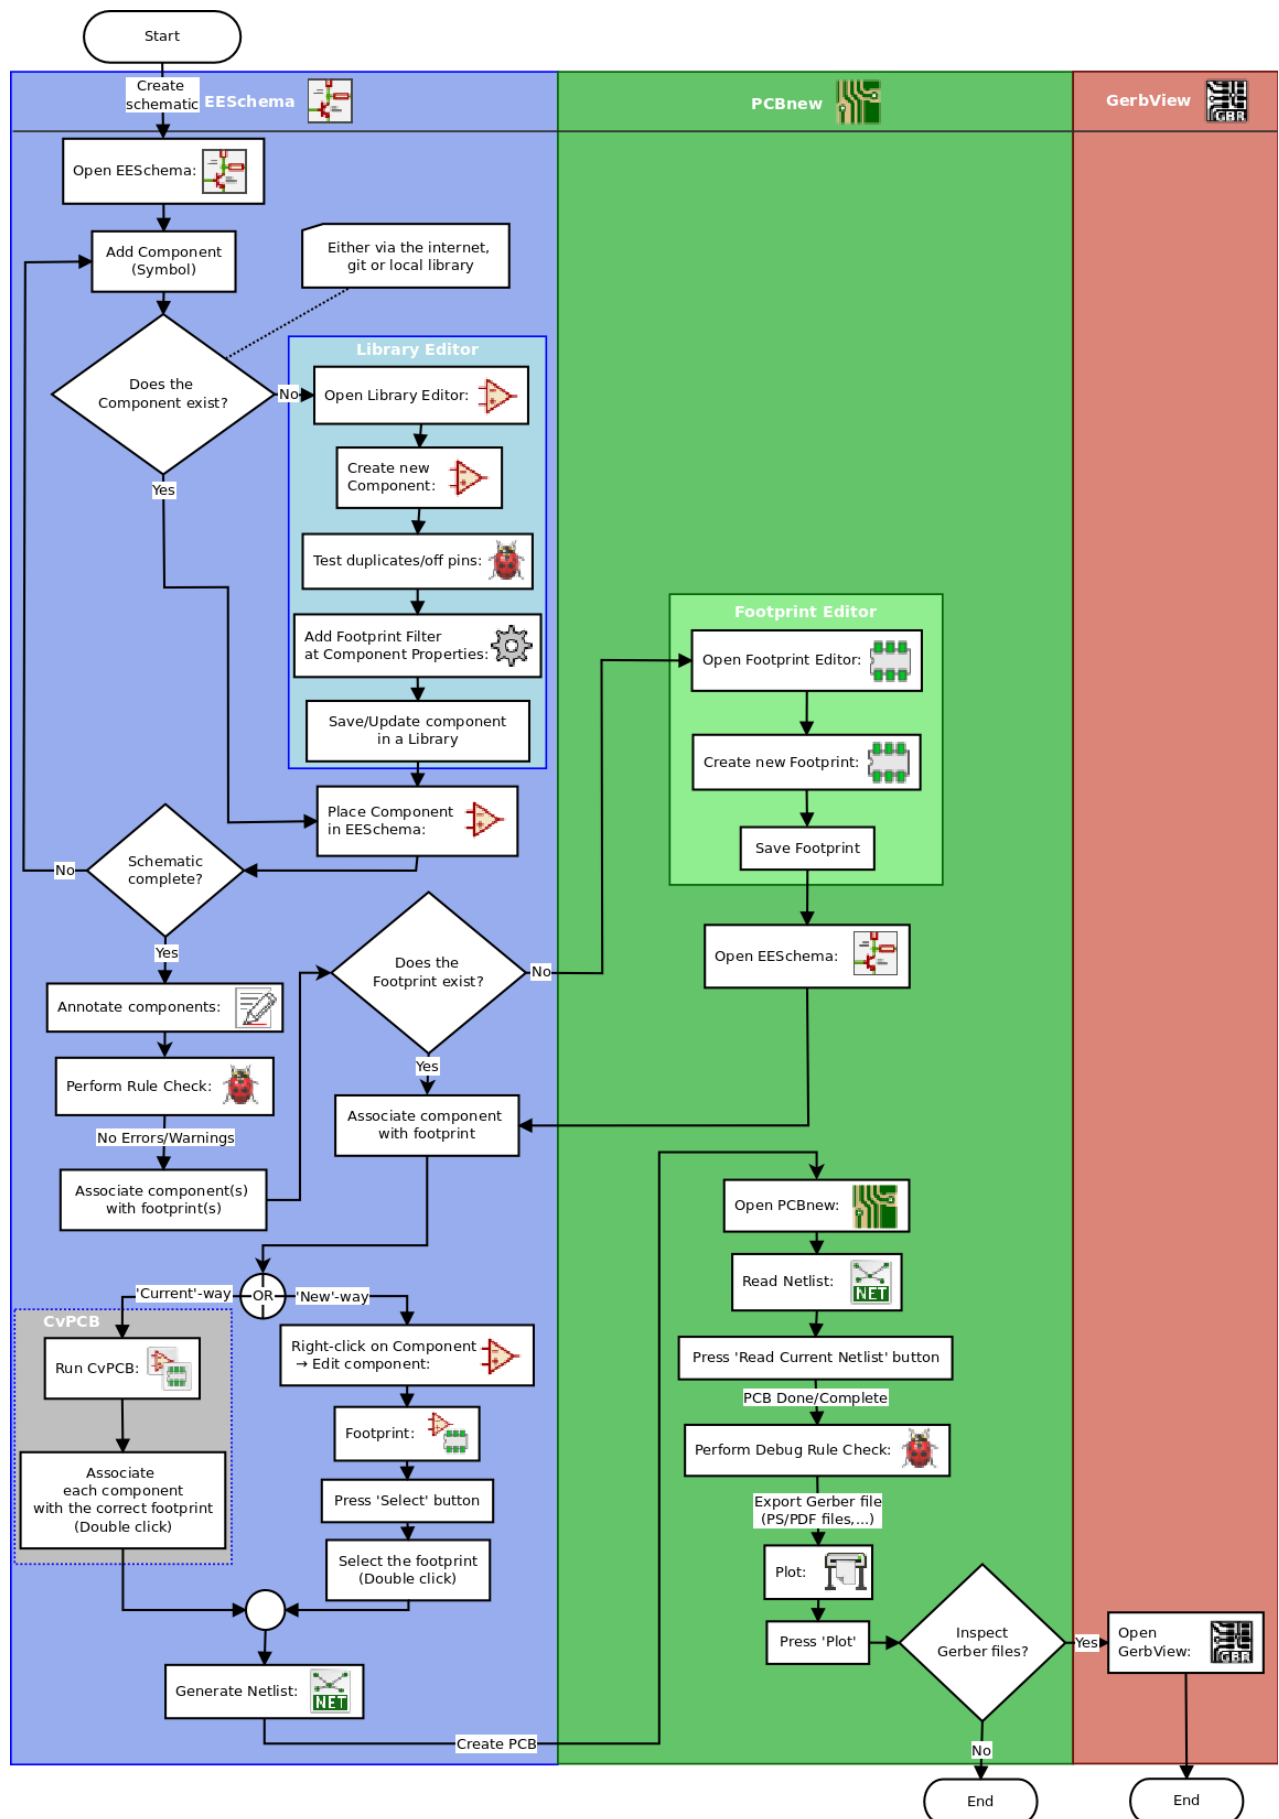 Start
Create
schematic
EESchema
PCBnew
GerbView
GBR
Open EESchema:
Add Component
(Symbol)
Either via the internet,
git or local library
Does the
Component exist?
No
Yes
Library Editor
Open Library Editor:
Create new
Component:
Test duplicates/off pins:
Add Footprint Filter
at Component Properties:
Save/Update component
in a Library
Place Component
in EESchema:
Schematic
complete?
No
Yes
Annotate components:
Perform Rule Check:
No Errors/Warnings
Associate component(s)
with footprint(s)
Does the
Footprint exist?
No
Yes
Footprint Editor
Open Footprint Editor:
Create new Footprint:
Save Footprint
Open EESchema:
Associate component
with footprint
OR
'Current'-way
'New'-way
CvPCB
Run CvPCB:
Associate
each component
with the correct footprint
(Double click)
Right-click on Component
→ Edit component:
Footprint:
Press 'Select' button
Select the footprint
(Double click)
Generate Netlist:
NET
Create PCB
Open PCBnew:
Read Netlist:
NET
Press 'Read Current Netlist' button
PCB Done/Complete
Perform Debug Rule Check:
Export Gerber file
(PS/PDF files,...)
Plot:
Press 'Plot'
Inspect
Gerber files?
Yes
Open
GerbView:
GBR
No
End
End